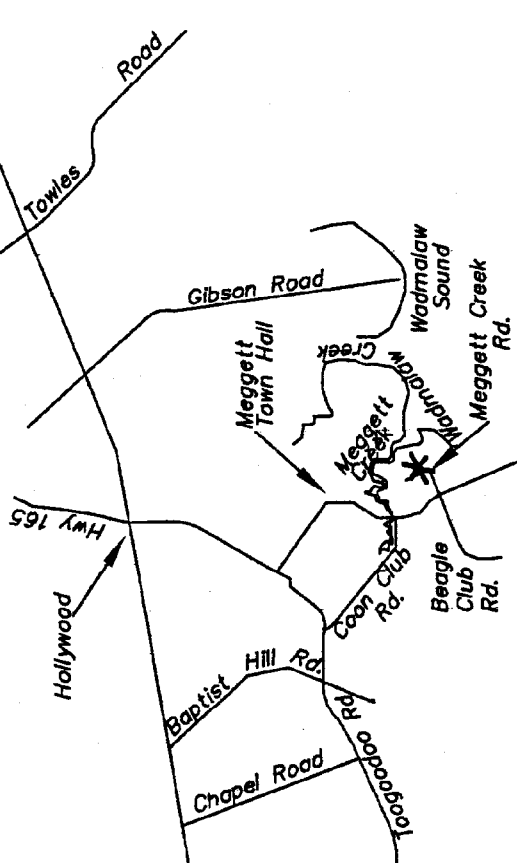 Towles Road
Gibson Road
Wadmalaw
Sound
Meggett
Town Hall
Creek
Wadmalaw
Meggett
Creek
Meggett Creek
Rd.
Hwy 165
Hollywood
Coon Club
Rd.
Beagle
Club
Rd.
Baptist Hill Rd.
Chapel Road
Toogoodoo Rd.